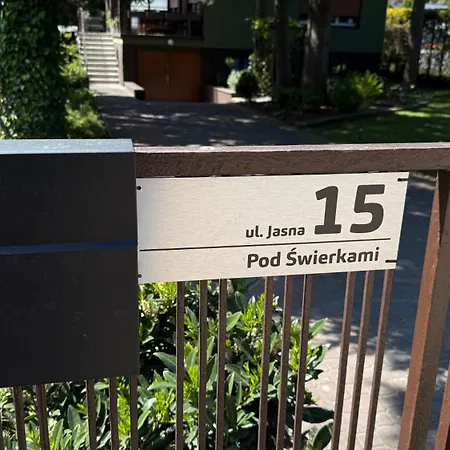 ul. Jasna 15
Pod Świerkami